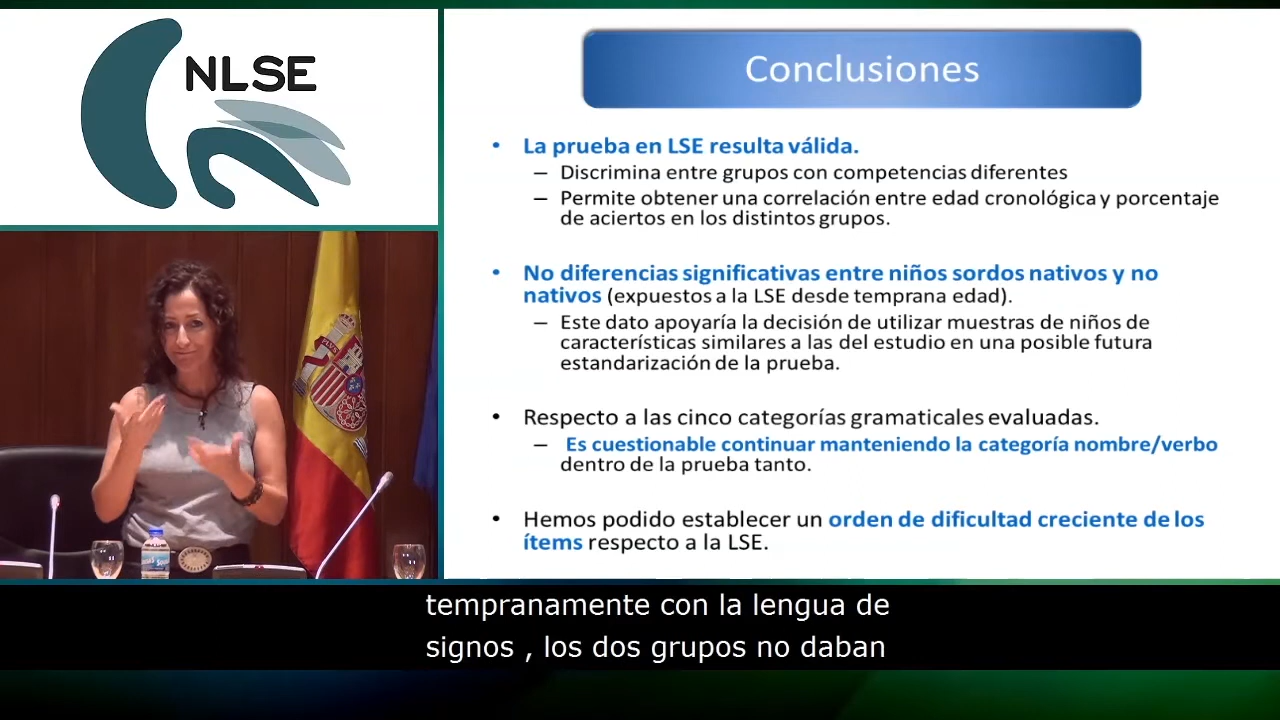 NLSE
Conclusiones
• La prueba en LSE resulta válida.
– Discrimina entre grupos con competencias diferentes
– Permite obtener una correlación entre edad cronológica y porcentaje
de aciertos en los distintos grupos.
• No diferencias significativas entre niños sordos nativos y no
nativos (expuestos a la LSE desde temprana edad).
– Este dato apoyaría la decisión de utilizar muestras de niños de
características similares a las del estudio en una posible futura
estandarización de la prueba.
• Respecto a las cinco categorías gramaticales evaluadas.
– Es cuestionable continuar manteniendo la categoría nombre/verbo
dentro de la prueba tanto.
• Hemos podido establecer un orden de dificultad creciente de los
ítems respecto a la LSE.
tempranamente con la lengua de
signos , los dos grupos no daban